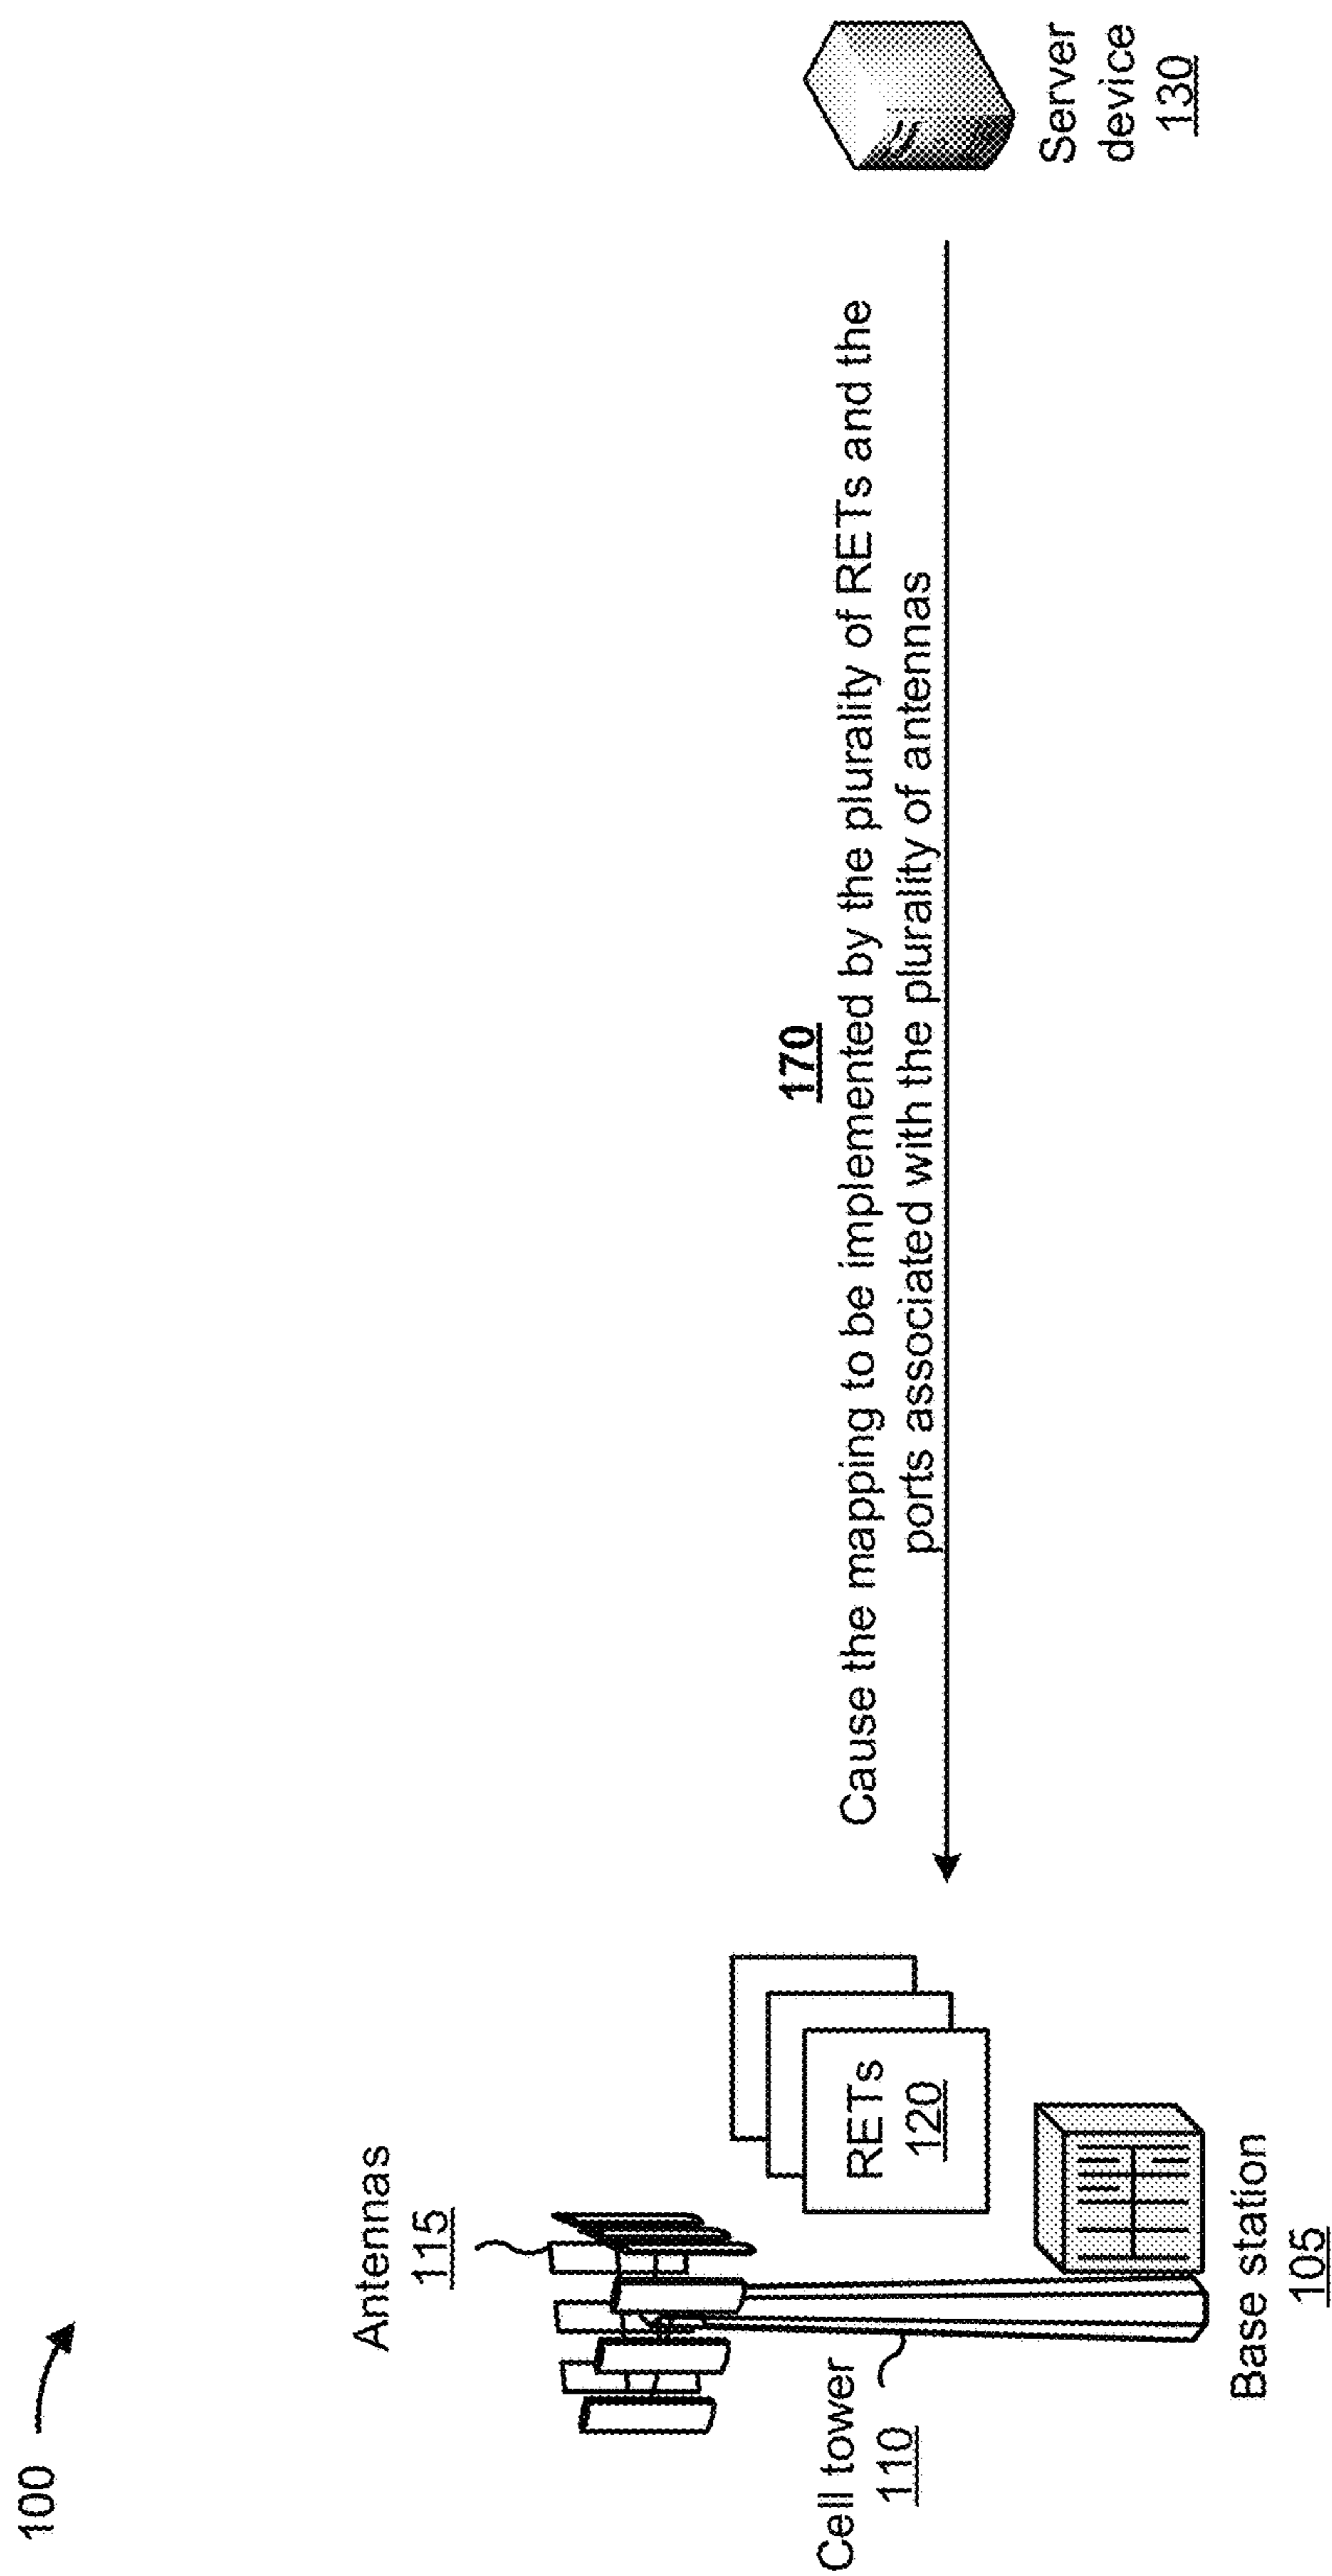 100
Antennas
115
Cell tower
110
RETs
120
Base station
105
170
Cause the mapping to be implemented by the plurality of RETs and the
ports associated with the plurality of antennas
Server
device
130